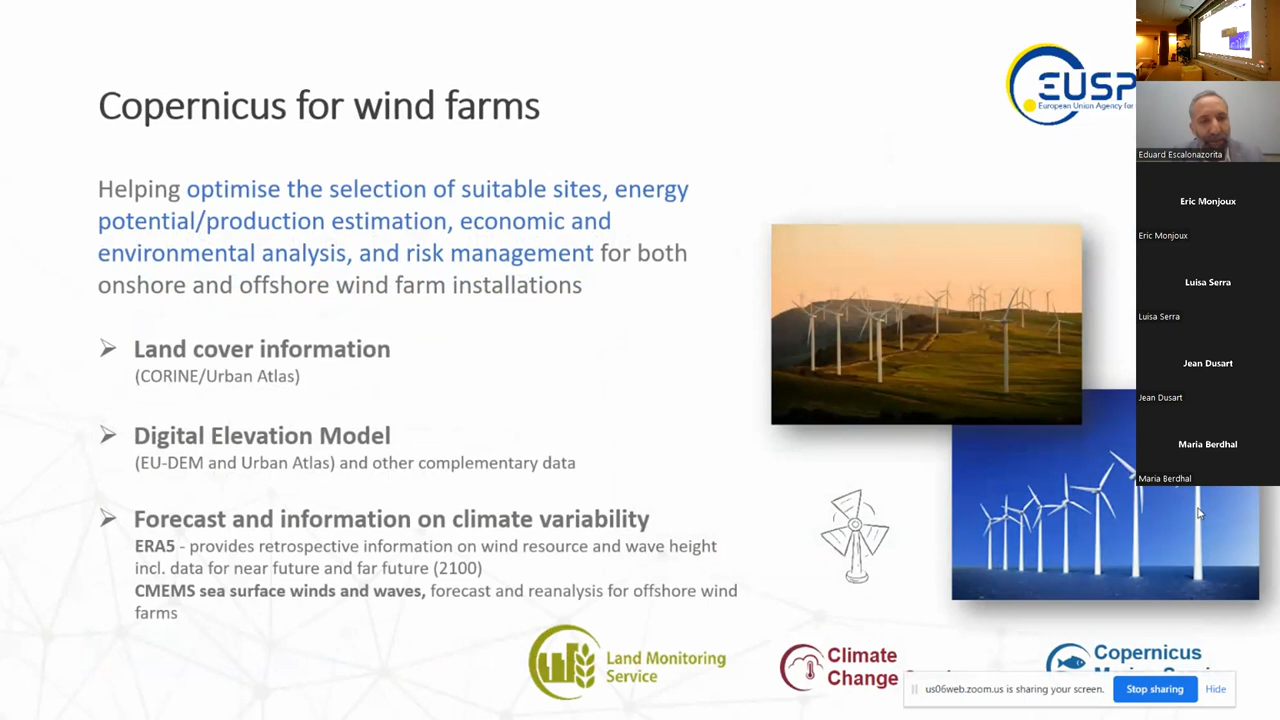 Copernicus for wind farms
EUSP
European Union Agency for
Helping optimise the selection of suitable sites, energy
potential/production estimation, economic and
environmental analysis, and risk management for both
onshore and offshore wind farm installations
➢ Land cover information
(CORINE/Urban Atlas)
➢ Digital Elevation Model
(EU-DEM and Urban Atlas) and other complementary data
➢ Forecast and information on climate variability
ERA5 - provides retrospective information on wind resource and wave height
incl. data for near future and far future (2100)
CMEMS sea surface winds and waves, forecast and reanalysis for offshore wind
farms
Land Monitoring
Service
Climate
Change
Copernicus
Eduard Escalonazorita
Eric Monjoux
Eric Monjoux
Luisa Serra
Luisa Serra
Jean Dusart
Jean Dusart
Maria Berdhal
Maria Berdhal
us06web.zoom.us is sharing your screen.
Stop sharing
Hide